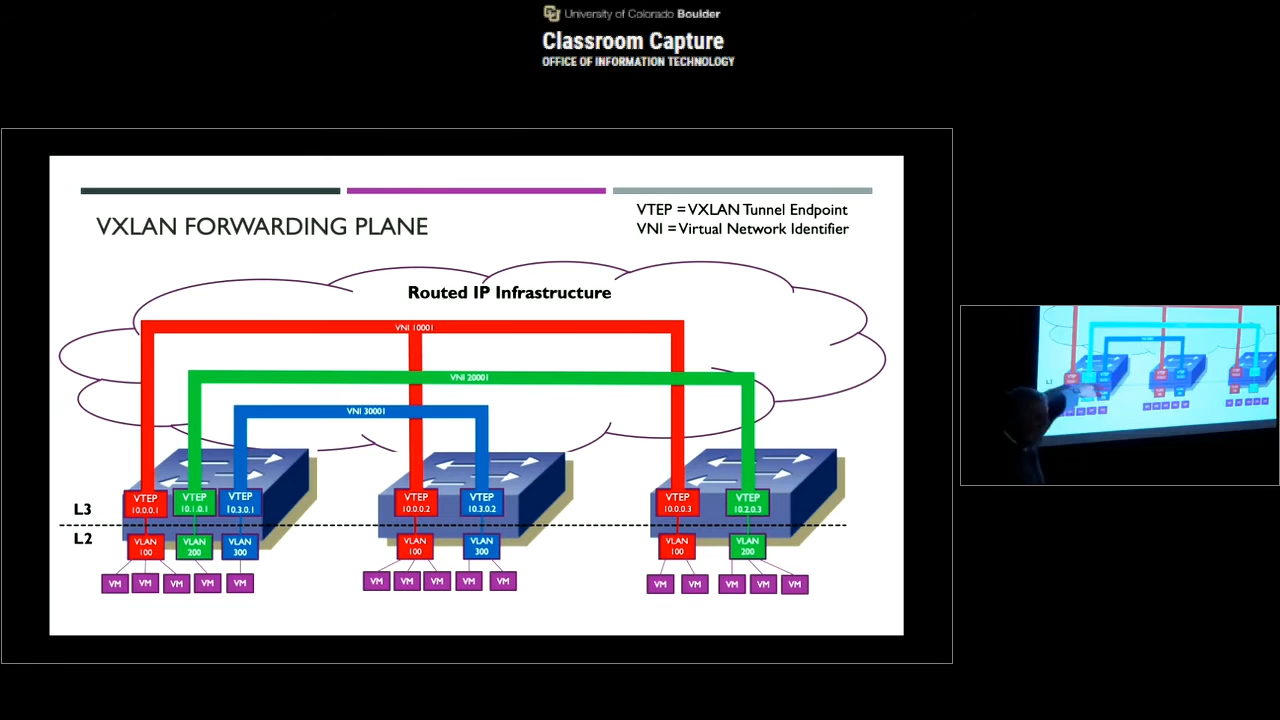 University of Colorado Boulder
Classroom Capture
OFFICE OF INFORMATION TECHNOLOGY
VXLAN FORWARDING PLANE
VTEP = VXLAN Tunnel Endpoint
VNI = Virtual Network Identifier
Routed IP Infrastructure
VNI 10001
VNI 20001
VNI 30001
L3
VTEP
10.0.0.1
VTEP
10.1.0.1
VTEP
10.3.0.1
VTEP
10.0.0.2
VTEP
10.3.0.2
VTEP
10.0.0.3
VTEP
10.2.0.3
L2
VLAN
100
VLAN
200
VLAN
300
VLAN
100
VLAN
300
VLAN
100
VLAN
200
VM VM VM VM VM
VM VM VM VM VM
VM VM VM VM VM